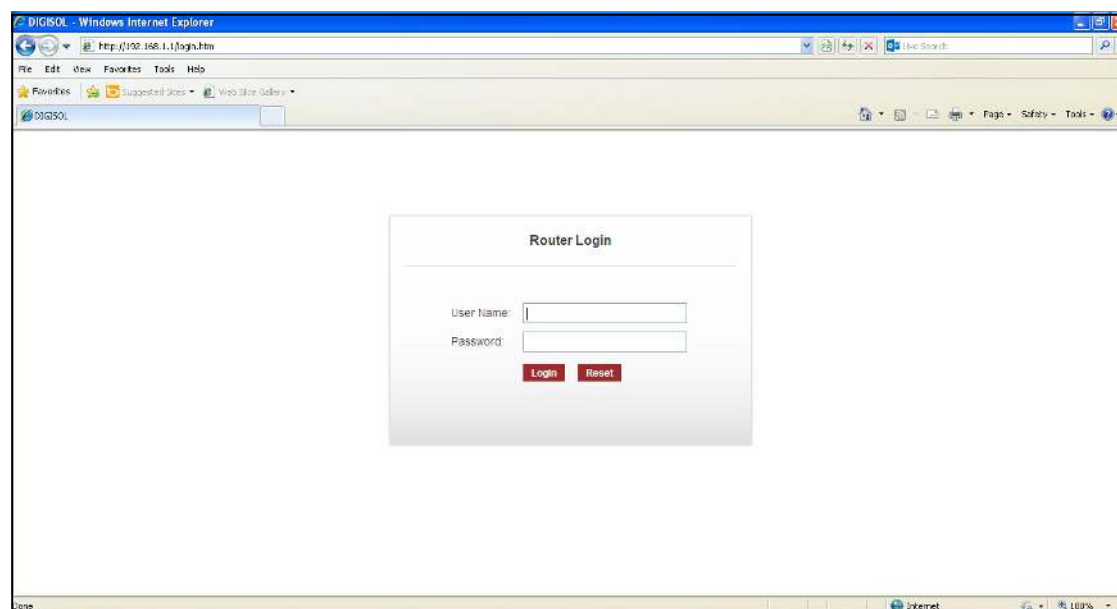 DIGISOL - Windows Internet Explorer
http://192.168.1.1/login.htm
Live Search
File Edit View Favorites Tools Help
Favorites Suggested Sites Web Slice Gallery
DIGISOL
Page Safety Tools
Router Login
User Name:
Password:
Login Reset
Done
Internet
100%